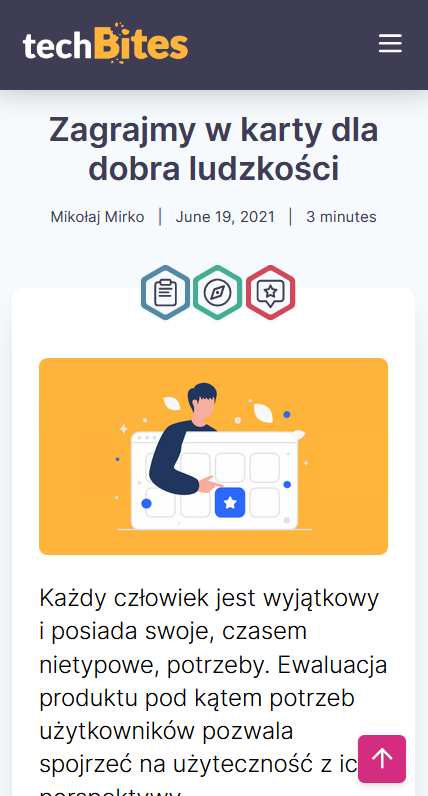 techBites
Zagrajmy w karty dla
dobra ludzkości
Mikołaj Mirko | June 19, 2021 | 3 minutes
Każdy człowiek jest wyjątkowy
i posiada swoje, czasem
nietypowe, potrzeby. Ewaluacja
produktu pod kątem potrzeb
użytkowników pozwala
spojrzeć na użyteczność z